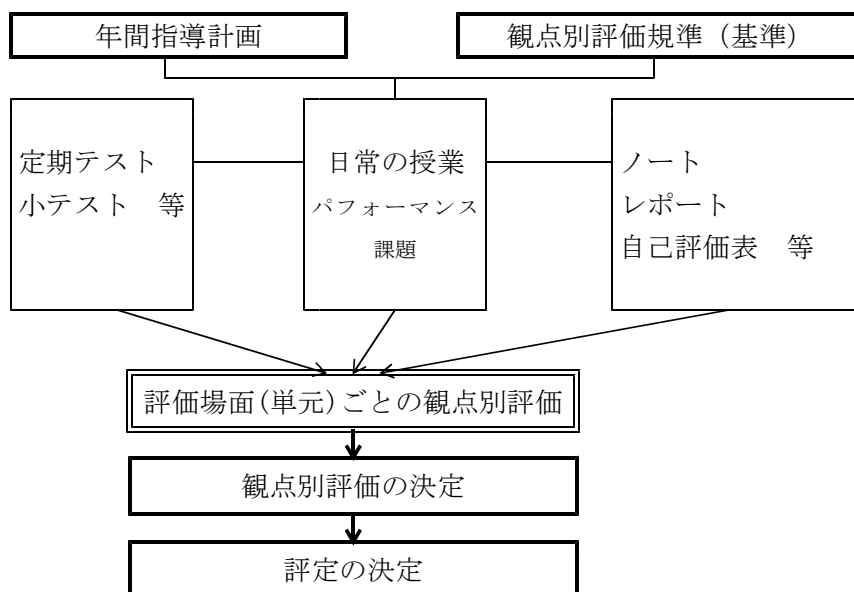 年間指導計画
観点別評価規準（基準）
定期テスト
小テスト　等
日常の授業
パフォーマンス
課題
ノート
レポート
自己評価表　等
評価場面(単元)ごとの観点別評価
観点別評価の決定
評定の決定